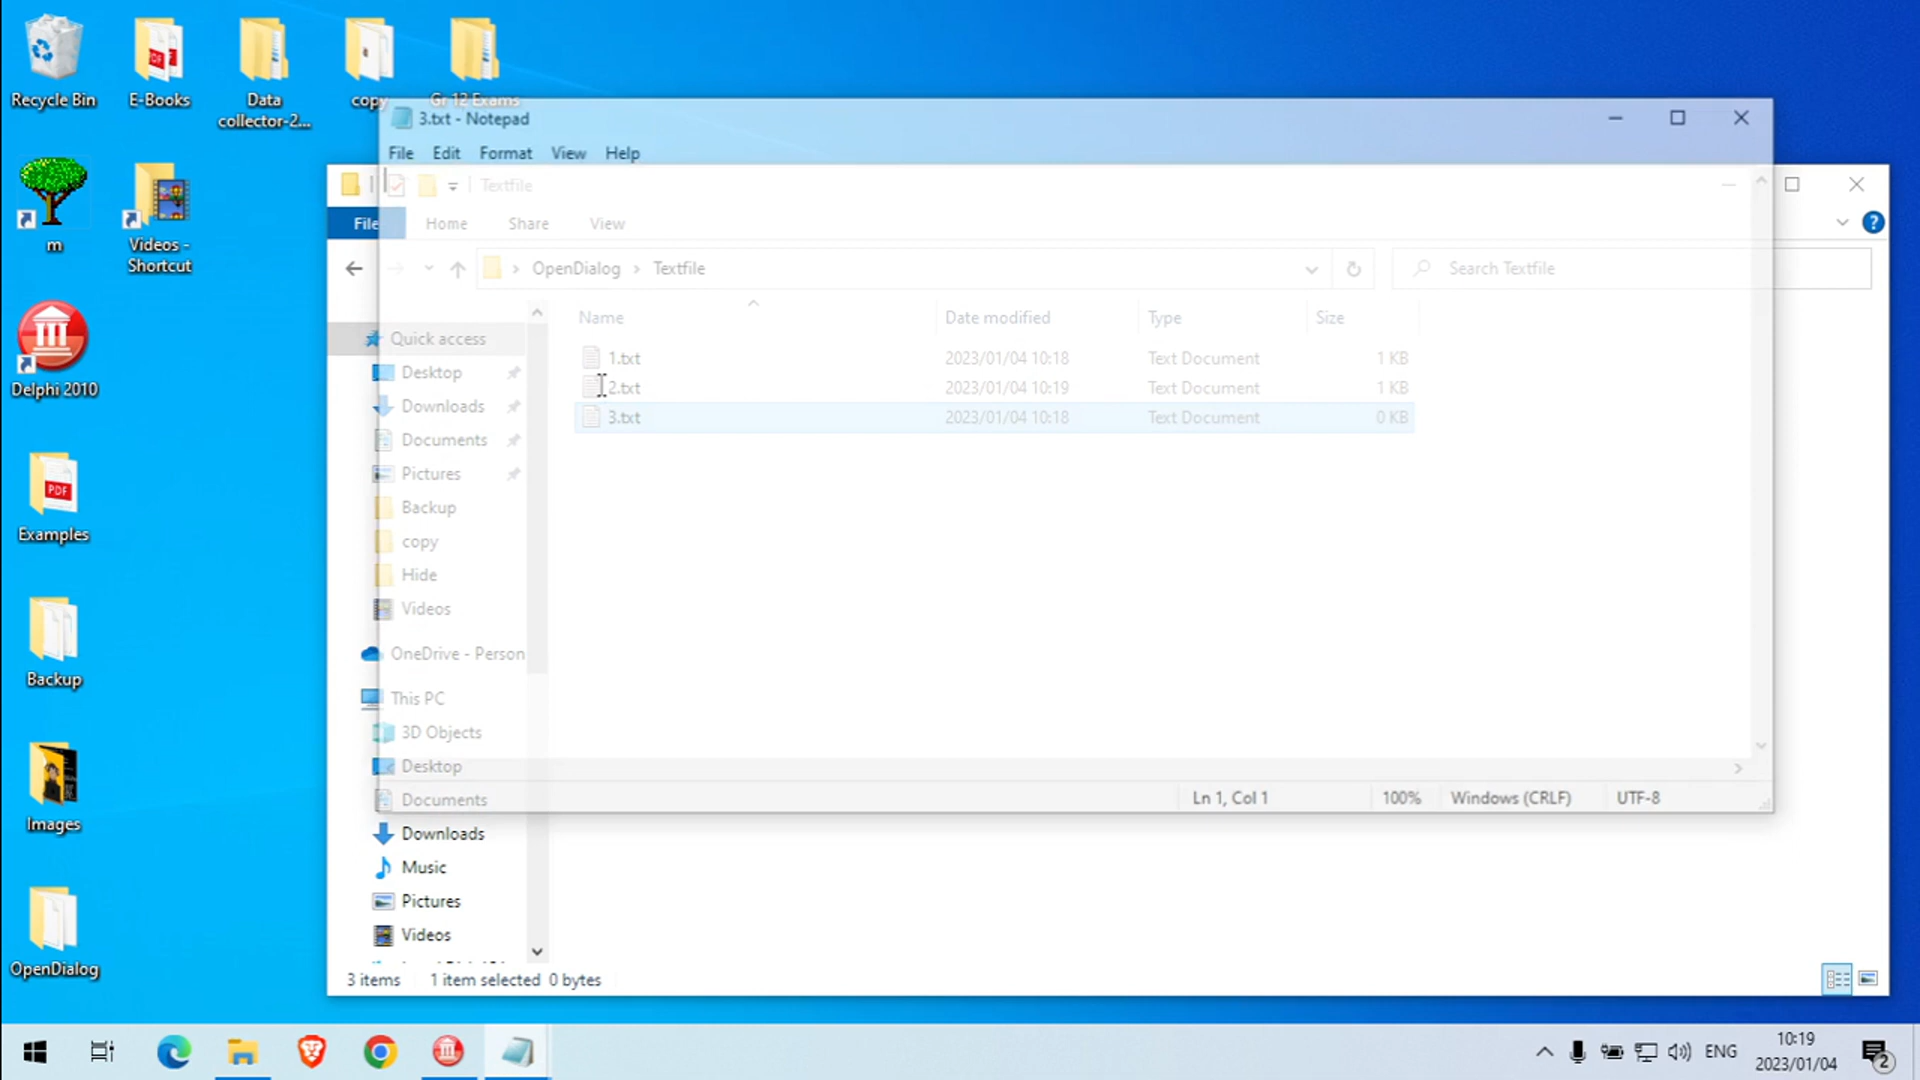 Recycle Bin
E-Books
Data
collector-2...
copy
Gr 12 Exams
m
Videos -
Shortcut
Delphi 2010
Examples
Backup
Images
OpenDialog
3.txt - Notepad
File Edit Format View Help
Textfile
File Home Share View
OpenDialog Textfile
Search Textfile
Name Date modified Type Size
1.txt 2023/01/04 10:18 Text Document 1 KB
2.txt 2023/01/04 10:19 Text Document 1 KB
3.txt 2023/01/04 10:18 Text Document 0 KB
Quick access
Desktop
Downloads
Documents
Pictures
Backup
copy
Hide
Videos
OneDrive - Person
This PC
3D Objects
Desktop
Documents
Downloads
Music
Pictures
Videos
Ln 1, Col 1 100% Windows (CRLF) UTF-8
3 items 1 item selected 0 bytes
ENG
10:19
2023/01/04
2